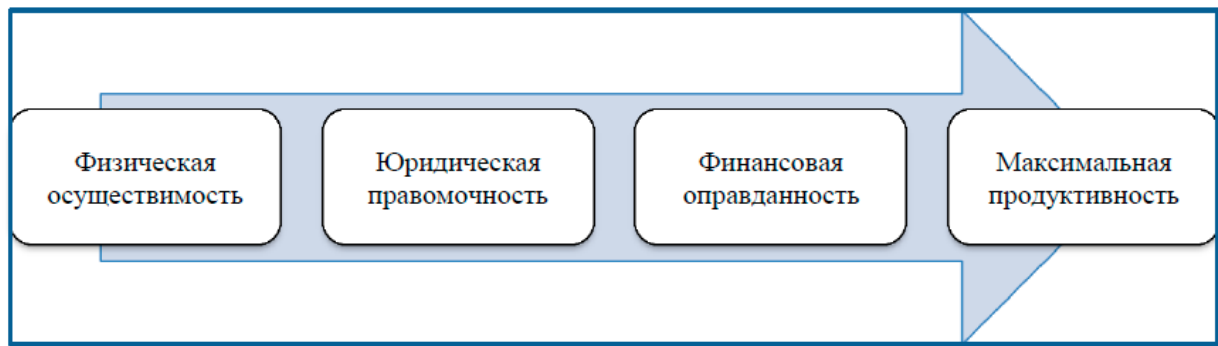 Физическая
осуществимость
Юридическая
правомочность
Финансовая
оправданность
Максимальная
продуктивность